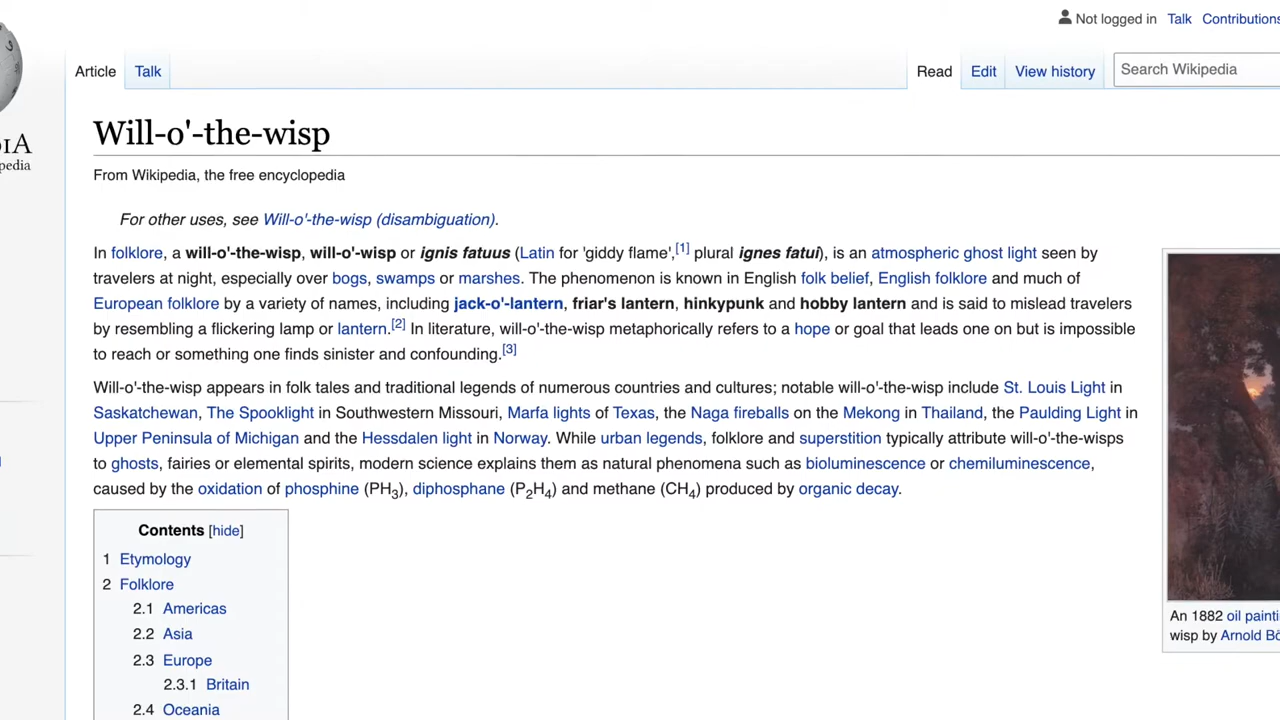 Not logged in Talk Contributions
Article Talk Read Edit View history Search Wikipedia
Will-o'-the-wisp
From Wikipedia, the free encyclopedia
For other uses, see Will-o'-the-wisp (disambiguation).
In folklore, a will-o'-the-wisp, will-o'-wisp or ignis fatuus (Latin for 'giddy flame',[1] plural ignes fatui), is an atmospheric ghost light seen by
travelers at night, especially over bogs, swamps or marshes. The phenomenon is known in English folk belief, English folklore and much of
European folklore by a variety of names, including jack-o'-lantern, friar's lantern, hinkypunk and hobby lantern and is said to mislead travelers
by resembling a flickering lamp or lantern.[2] In literature, will-o'-the-wisp metaphorically refers to a hope or goal that leads one on but is impossible
to reach or something one finds sinister and confounding.[3]
Will-o'-the-wisp appears in folk tales and traditional legends of numerous countries and cultures; notable will-o'-the-wisp include St. Louis Light in
Saskatchewan, The Spooklight in Southwestern Missouri, Marfa lights of Texas, the Naga fireballs on the Mekong in Thailand, the Paulding Light in
Upper Peninsula of Michigan and the Hessdalen light in Norway. While urban legends, folklore and superstition typically attribute will-o'-the-wisps
to ghosts, fairies or elemental spirits, modern science explains them as natural phenomena such as bioluminescence or chemiluminescence,
caused by the oxidation of phosphine (PH3), diphosphane (P2H4) and methane (CH4) produced by organic decay.
Contents [hide]
1 Etymology
2 Folklore
2.1 Americas
2.2 Asia
2.3 Europe
2.3.1 Britain
2.4 Oceania
An 1882 oil
wisp by Arnold